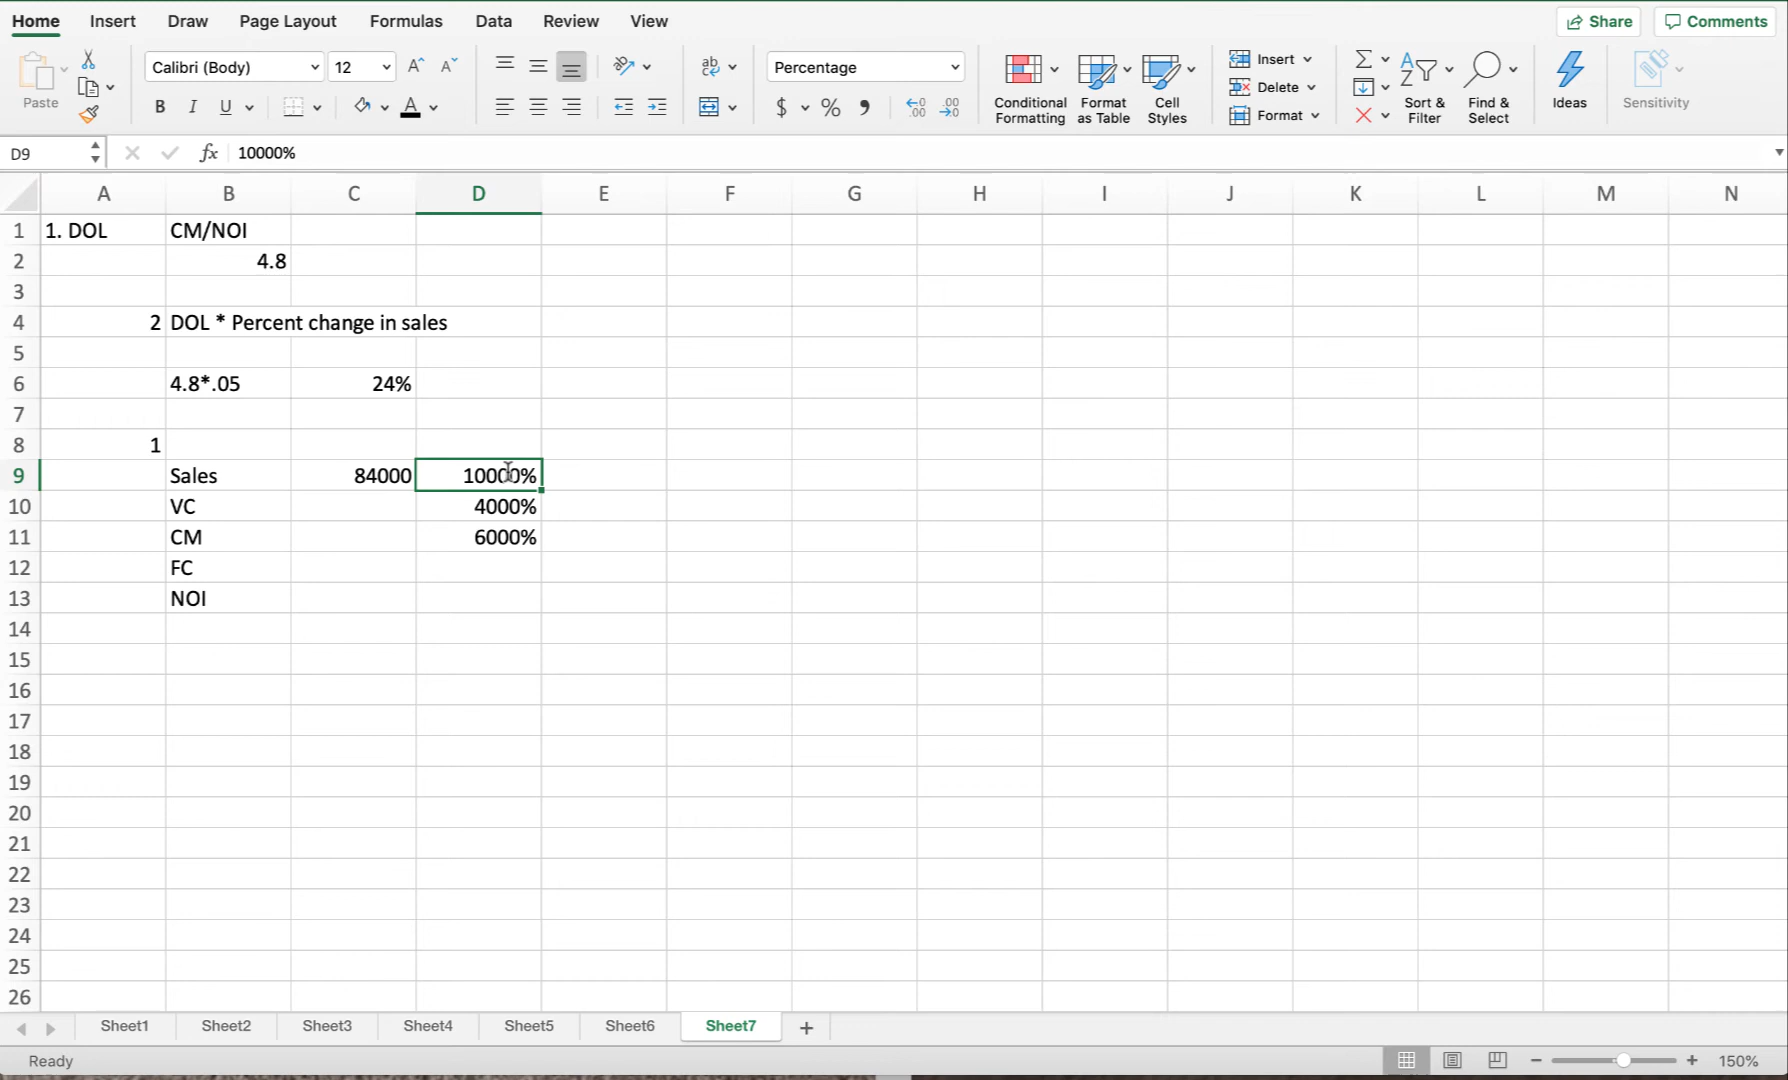 Home Insert Draw Page Layout Formulas Data Review View Share Comments
Paste Calibri (Body) 12 ab Percentage Conditional Formatting Format as Table Cell Styles Insert Delete Format Sort & Filter Find & Select Ideas Sensitivity
B I U A $ % ,
D9 fx 10000%
A B C D E F G H I J K L M N
1 1. DOL CM/NOI
2 4.8
3
4 2 DOL * Percent change in sales
5
6 4.8*.05 24%
7
8 1
9 Sales 84000 10000%
10 VC 4000%
11 CM 6000%
12 FC
13 NOI
14
15
16
17
18
19
20
21
22
23
24
25
26
Sheet1 Sheet2 Sheet3 Sheet4 Sheet5 Sheet6 Sheet7 +
Ready 150%